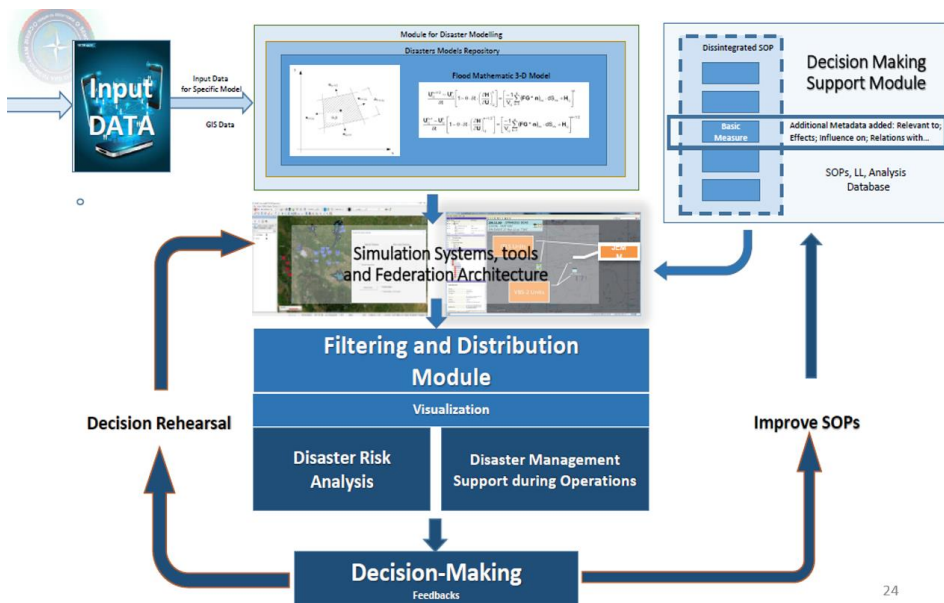 Input
DATA
Input Data
for Specific Model
GIS Data
Module for Disaster Modelling
Disasters Models Repository
Flood Mathematic 3-D Model
Dissintegrated SOP
Decision Making
Support Module
Basic
Measure
Additional Metadata added: Relevant to;
Effects; Influence on; Relations with...
SOPs, LL, Analysis
Database
Simulation Systems, tools
and Federation Architecture
Filtering and Distribution
Module
Visualization
Decision Rehearsal
Improve SOPs
Disaster Risk
Analysis
Disaster Management
Support during Operations
Decision-Making
Feedbacks
24